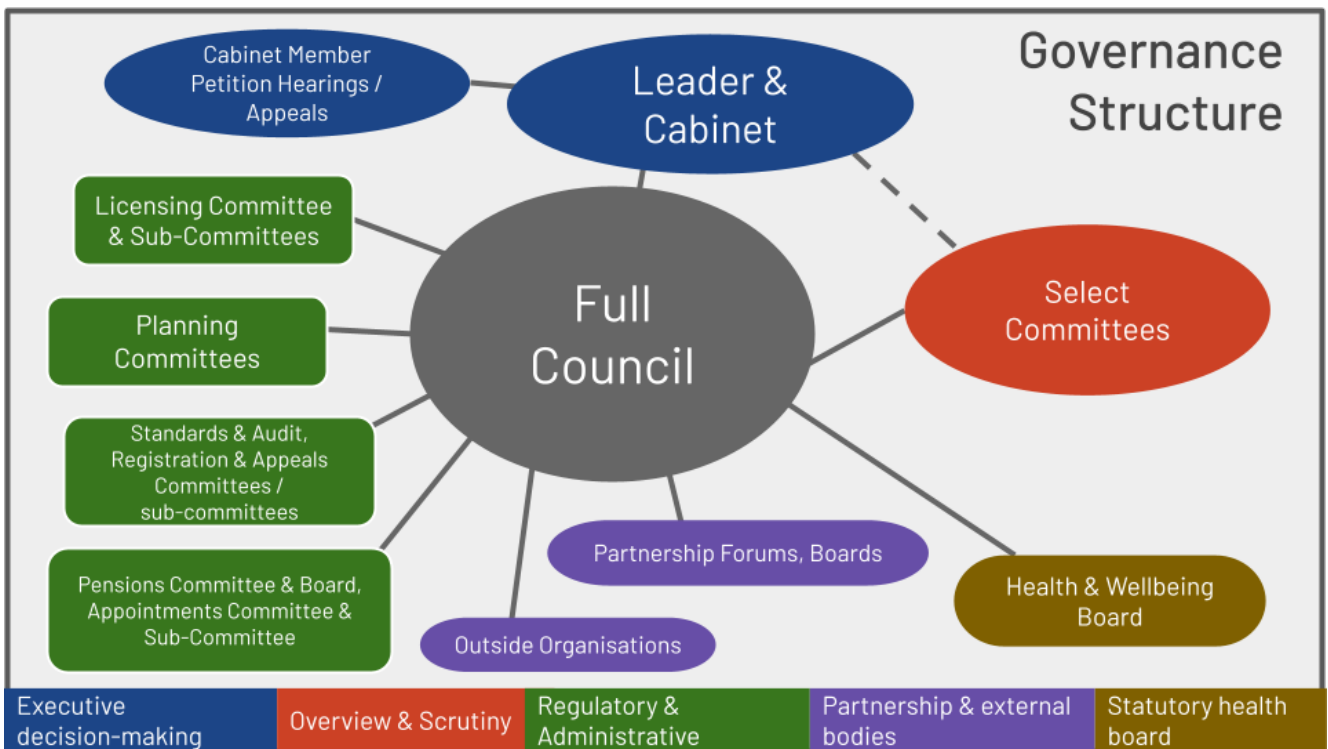 Governance
Structure
Cabinet Member
Petition Hearings /
Appeals
Leader &
Cabinet
Licensing Committee
& Sub-Committees
Full
Council
Select
Committees
Planning
Committees
Standards & Audit,
Registration & Appeals
Committees /
sub-committees
Pensions Committee & Board,
Appointments Committee &
Sub-Committee
Partnership Forums, Boards
Outside Organisations
Health & Wellbeing
Board
Executive
decision-making
Overview & Scrutiny
Regulatory &
Administrative
Partnership & external
bodies
Statutory health
board